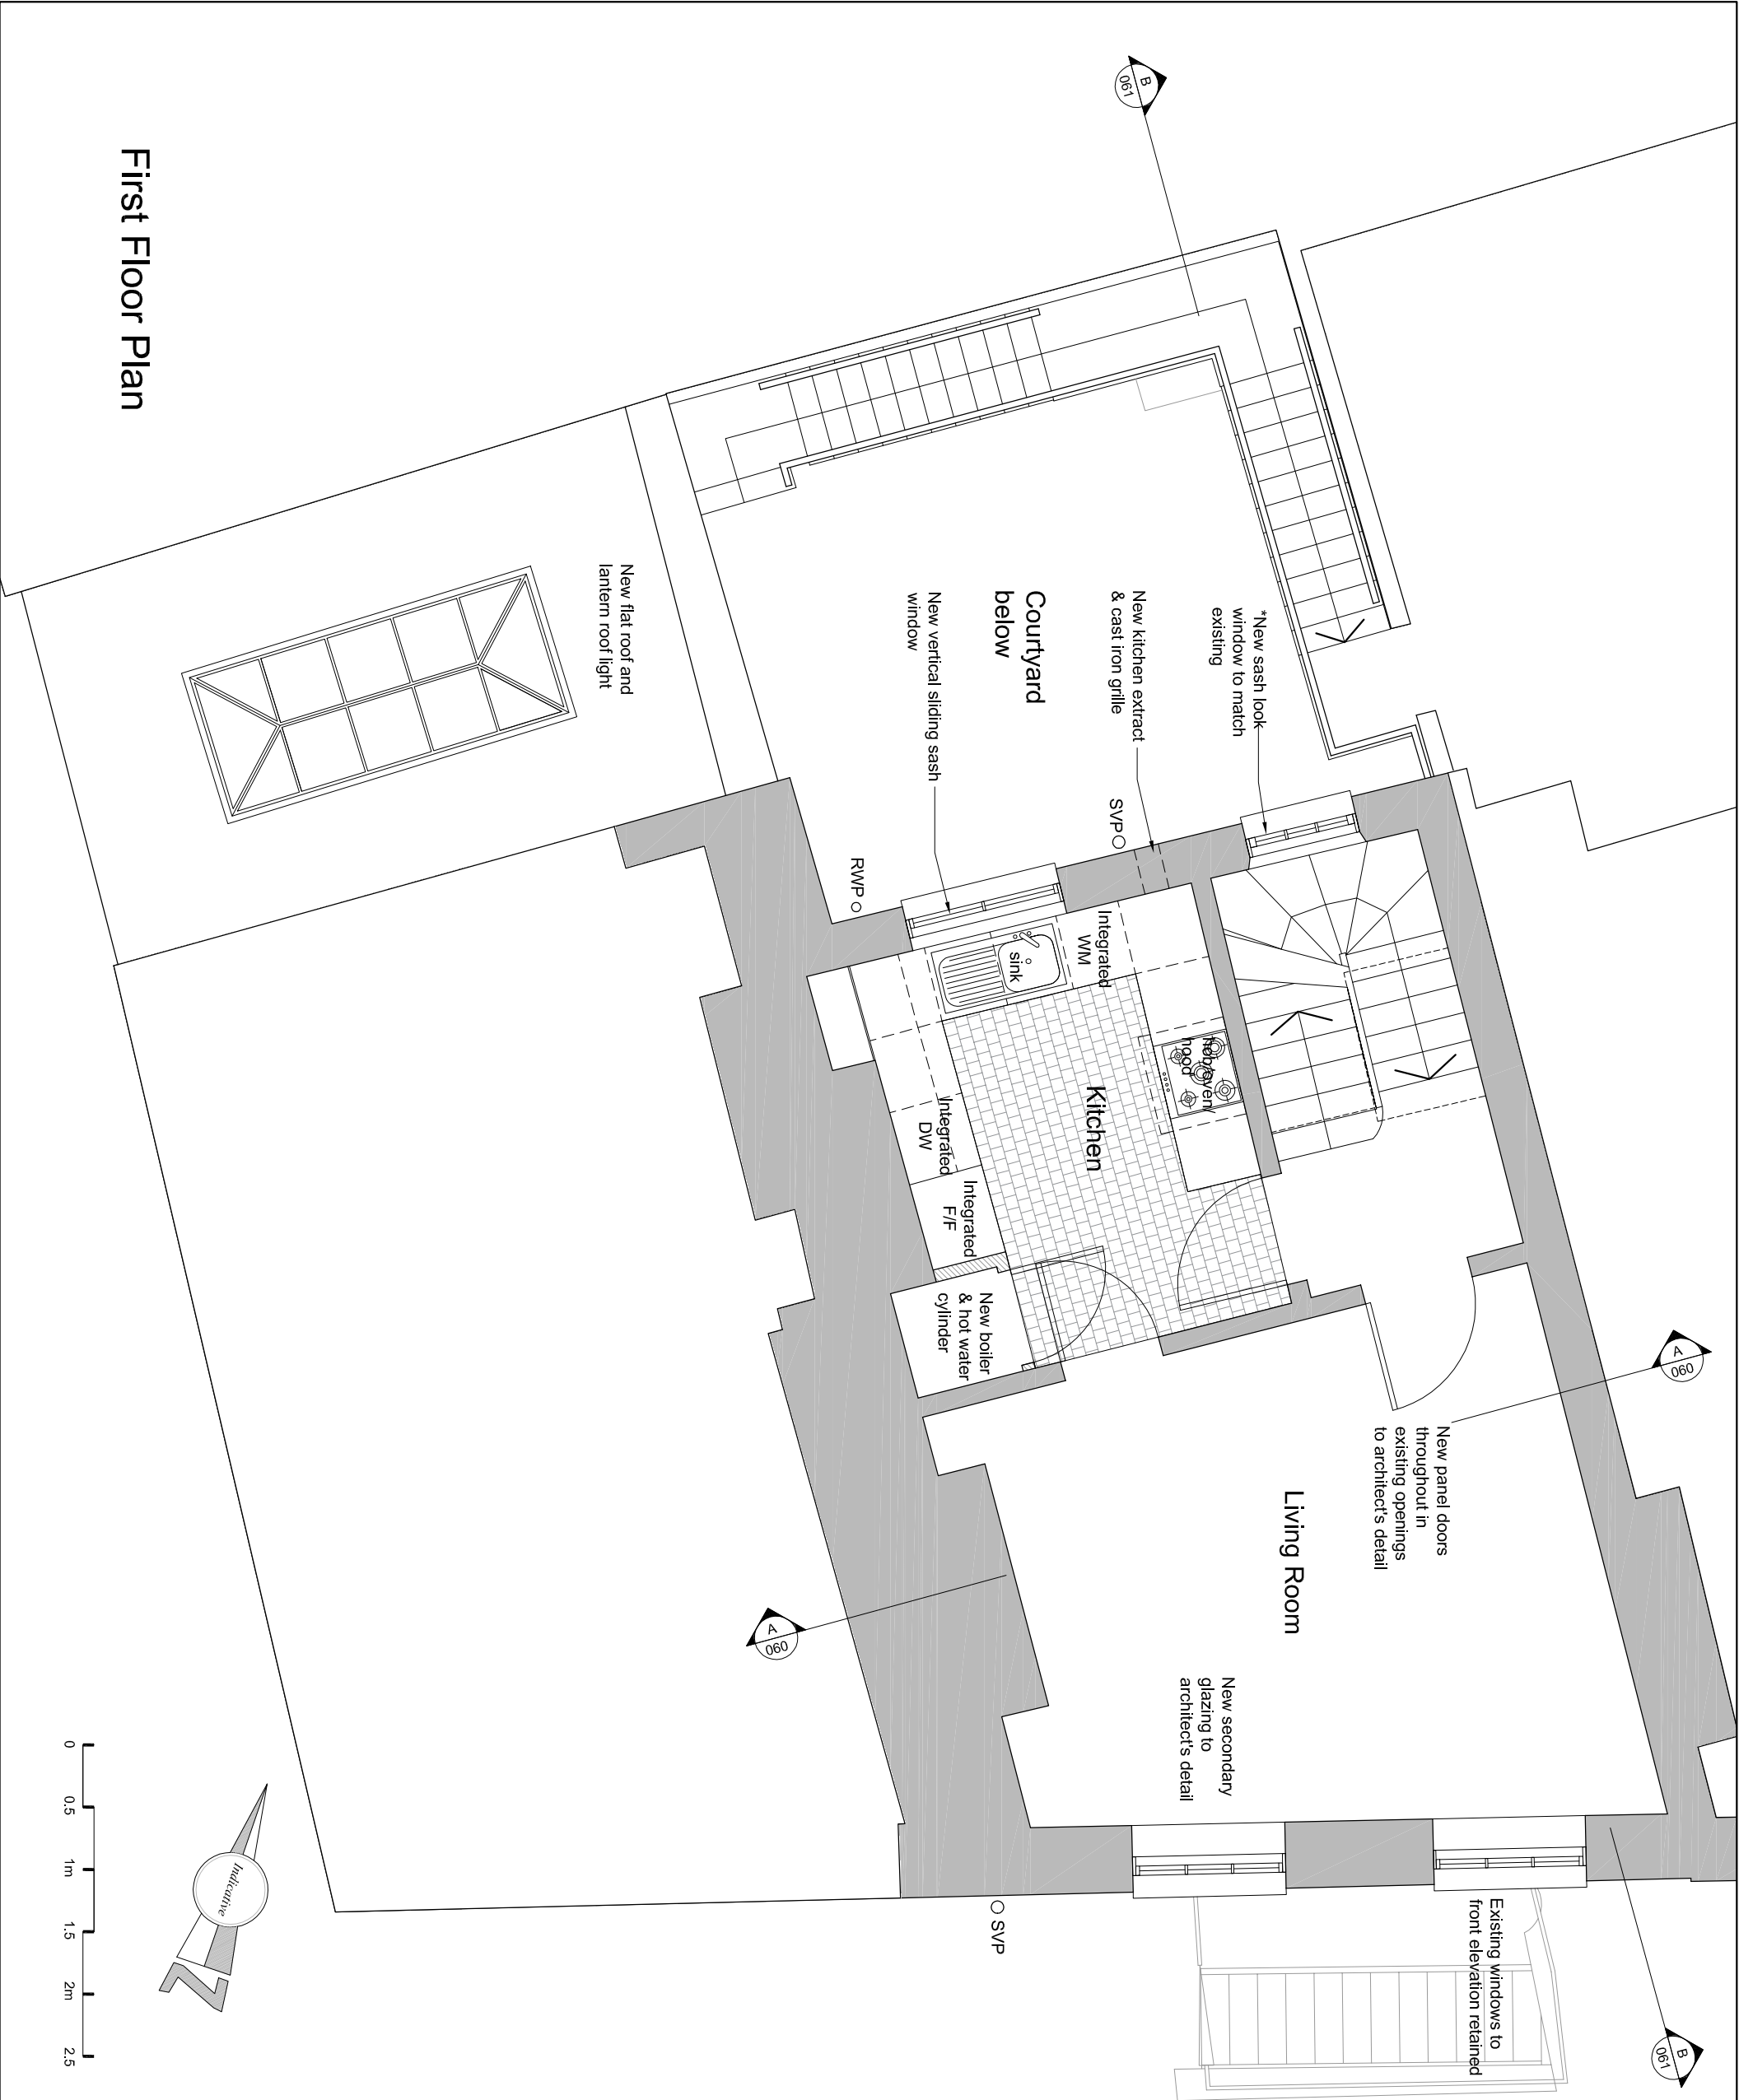 First Floor Plan
B
061
New flat roof and
lantern roof light
Courtyard
below
New vertical sliding sash
window
New kitchen extract
& cast iron grille
*New sash look
window to match
existing
SVP
RWP
Integrated
WM
sink
hob/oven/
hood
Kitchen
Integrated
DW
Integrated
F/F
New boiler
& hot water
cylinder
A
060
New panel doors
throughout in
existing openings
to architect's detail
Living Room
A
060
New secondary
glazing to
architect's detail
SVP
Existing windows to
front elevation retained
B
061
Indicative
N
0
0.5
1m
1.5
2m
2.5